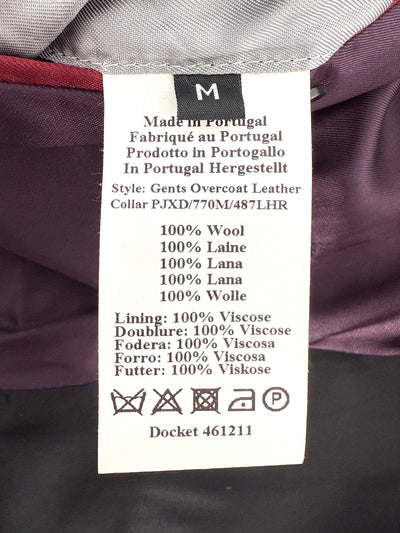 M
Made in Portugal
Fabriqué au Portugal
Prodotto in Portogallo
In Portugal Hergestellt
Style: Gents Overcoat Leather
Collar PJXD/770M/487LHR
100% Wool
100% Laine
100% Lana
100% Lana
100% Wolle
Lining: 100% Viscose
Doublure: 100% Viscose
Fodera: 100% Viscosa
Forro: 100% Viscosa
Futter: 100% Viskose
P
Docket 461211